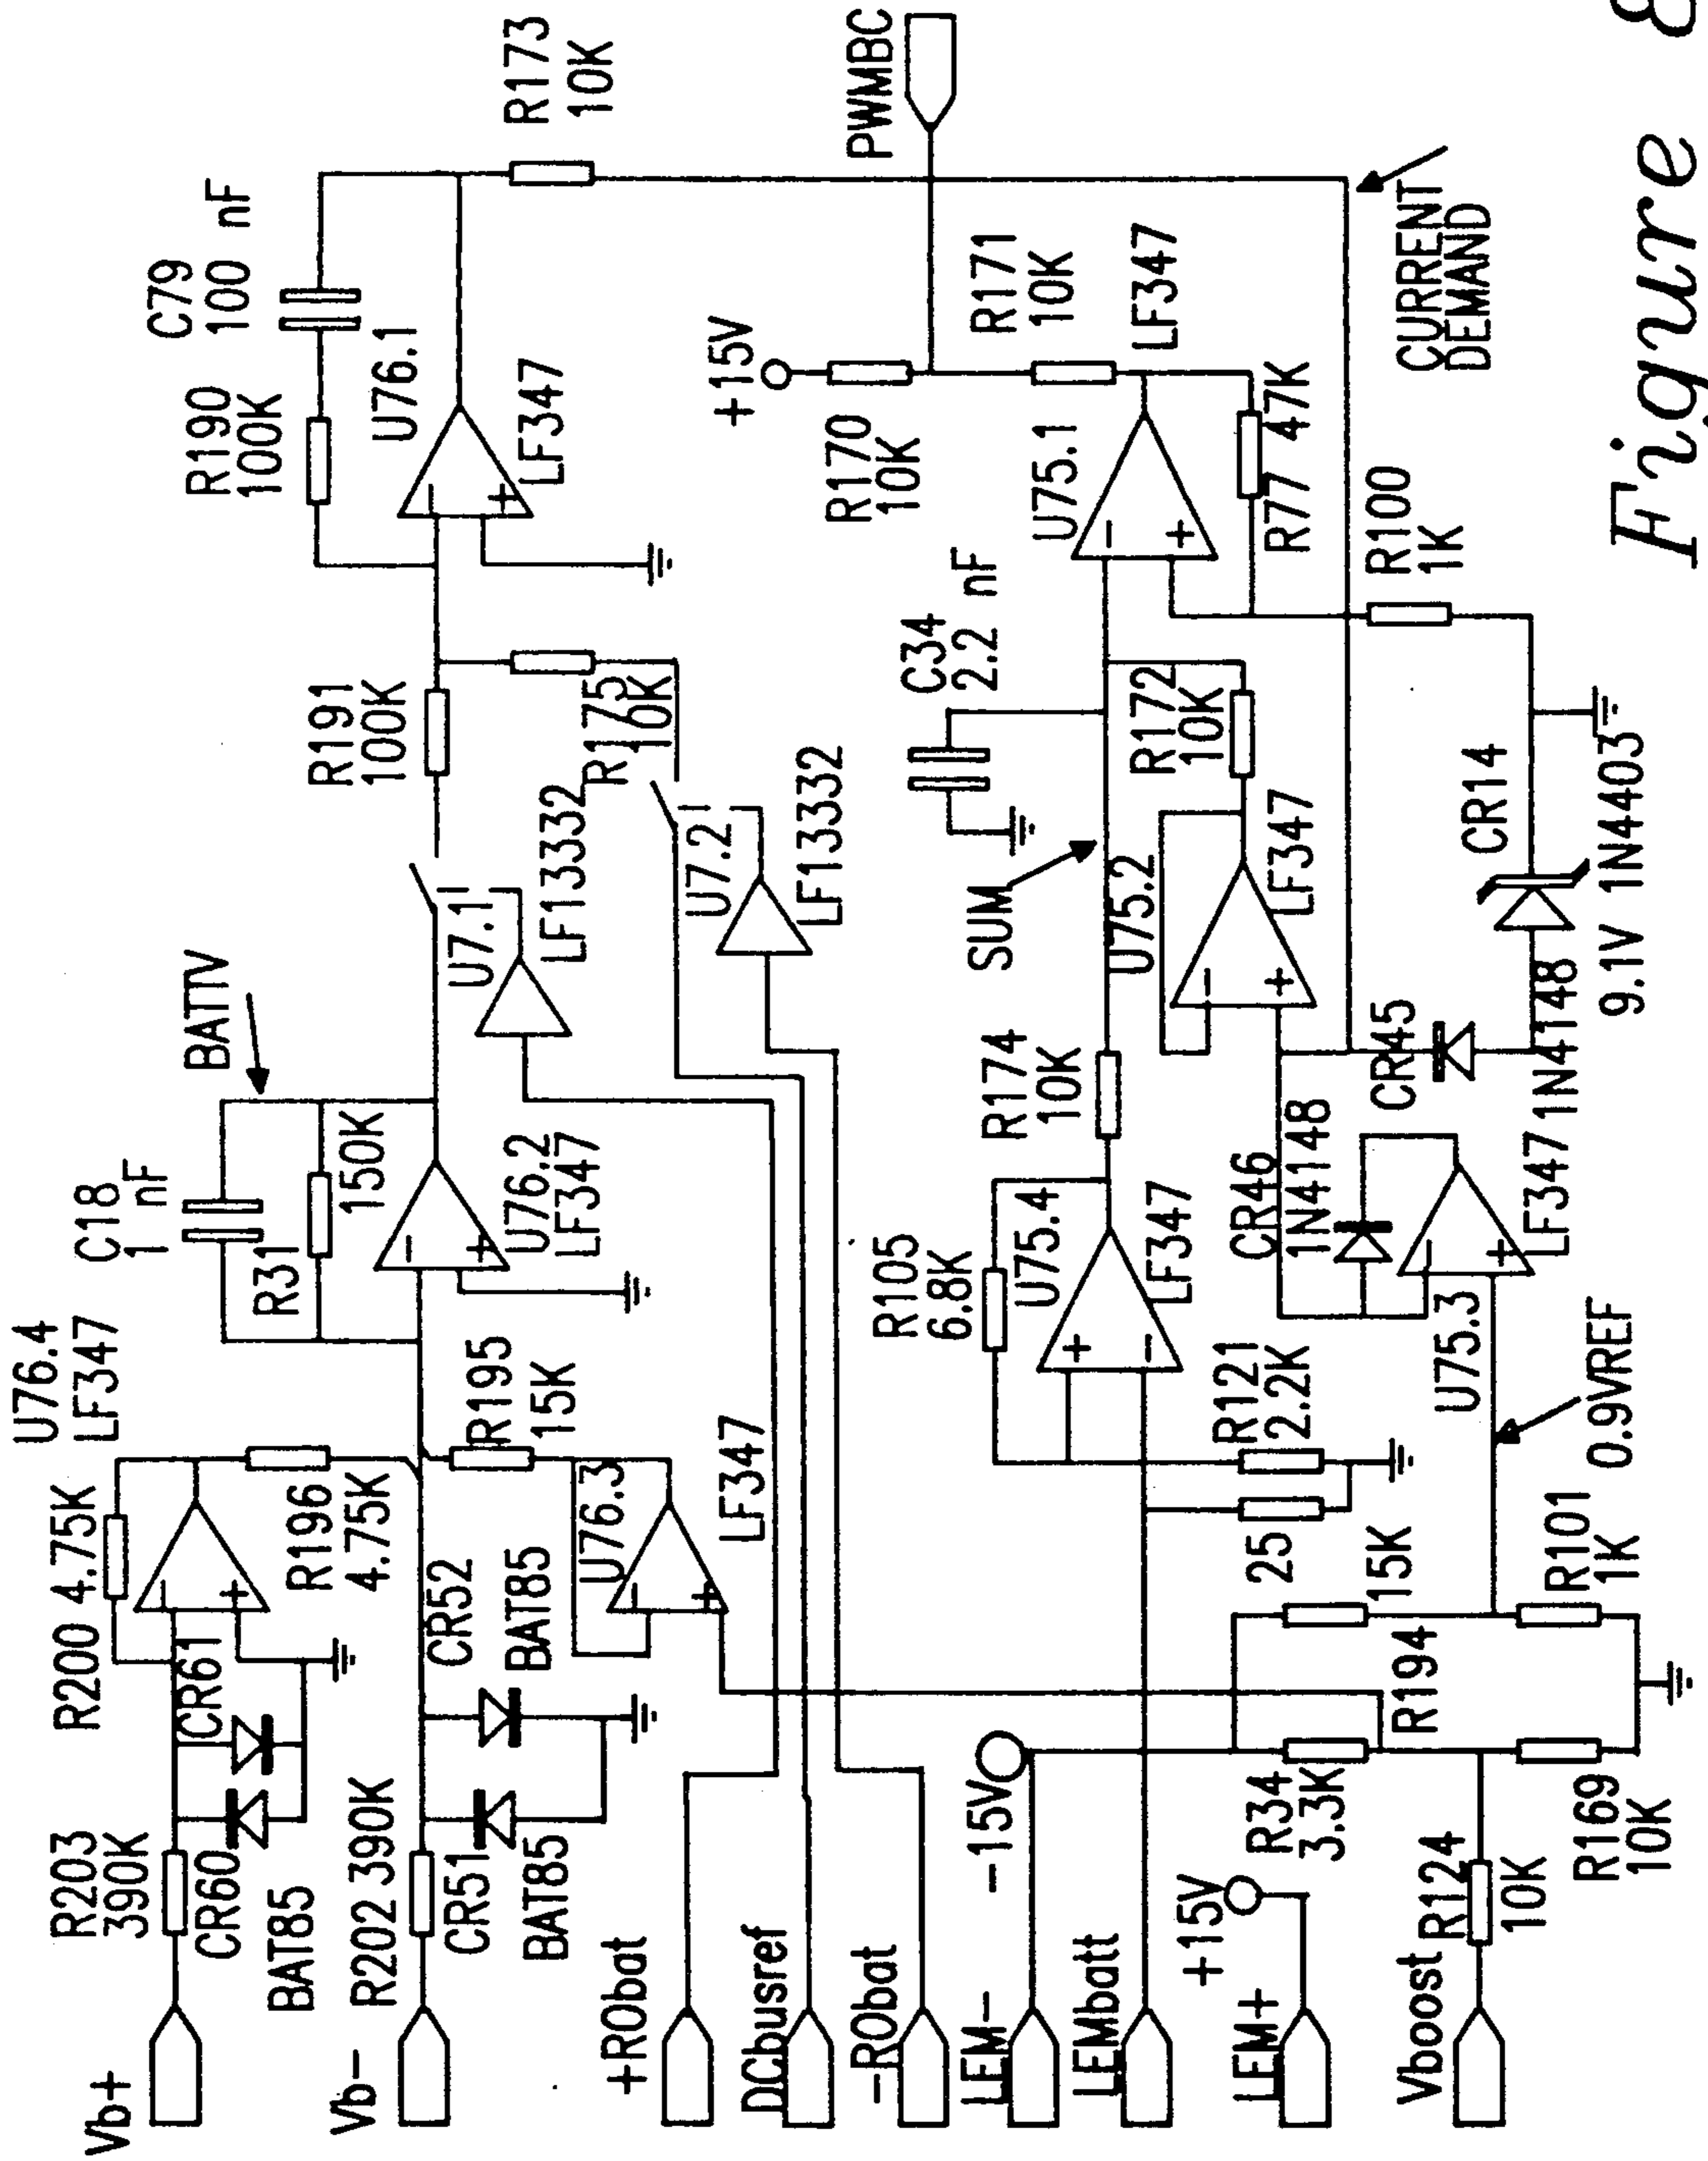 Vb+
R203
390K
CR60
BAT85
CR61
R200 4.75K
U76.4
LF347
R196
4.75K
Vb-
R202 390K
CR51
BAT85
CR52
BAT85
C18
1 nF
R31
150K
U76.2
LF347
R195
15K
U76.3
LF347
BATTV
U7.1
LF13332
R191
100K
R175
10K
U7.2
LF13332
R190
100K
C79
100 nF
U76.1
LF347
R173
10K
+RObat
DCbusref
-RObat
LEM-
-15V
LEMbatt
LEM+
+15V
Vboost
R124
10K
R34
3.3K
R169
10K
R194
15K
R101
1K
25
R121
2.2K
R105
6.8K
U75.4
LF347
R174
10K
SUM
C34
2.2 nF
R172
10K
U75.2
LF347
CR46
1N4148
U75.3
LF347
0.9VREF
CR45
1N4148
CR14
9.1V 1N4403
R100
1K
U75.1
LF347
R77 47K
R170
10K
+15V
R171
10K
PWMBC
CURRENT
DEMAND
Figure 8